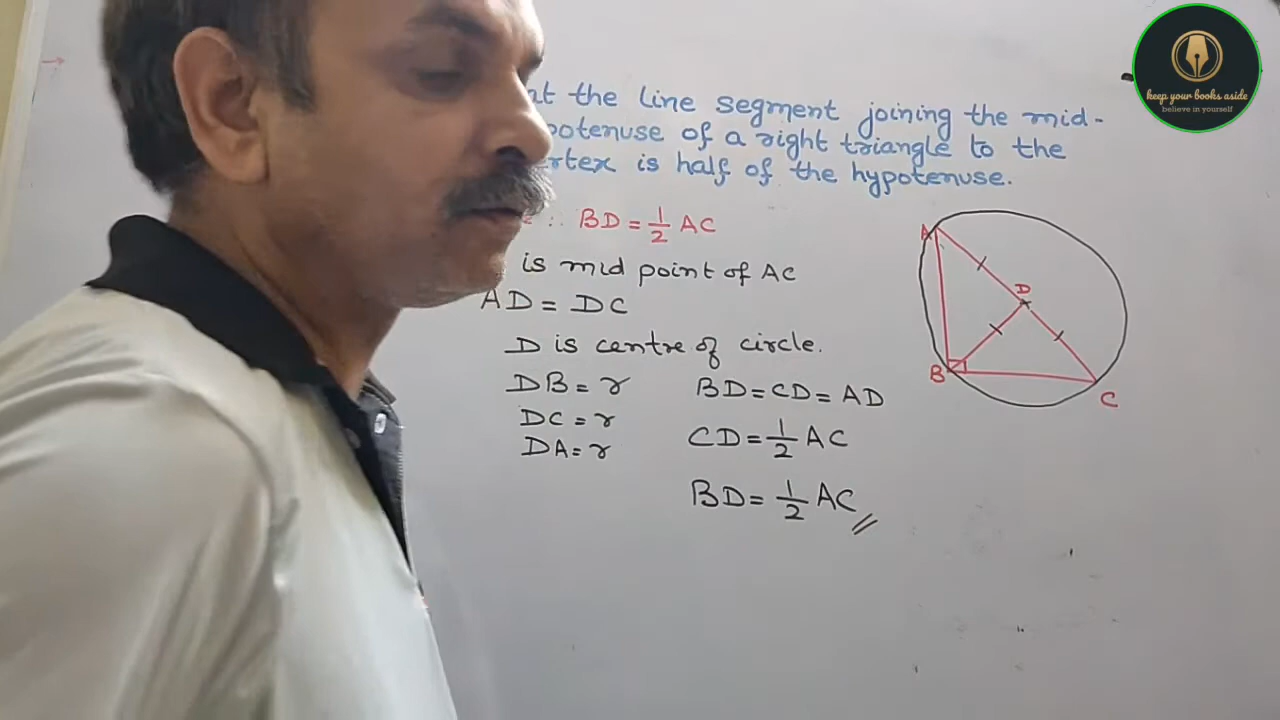 the line segment joining the mid-
of a right triangle to the
is half of the hypotenuse.
∴ BD = 1/2 AC
is mid point of AC
AD = DC
D is centre of circle.
DB = r
DC = r
DA = r
BD = CD = AD
CD = 1/2 AC
BD = 1/2 AC
A
D
B
C
keep your books aside
believe in yourself